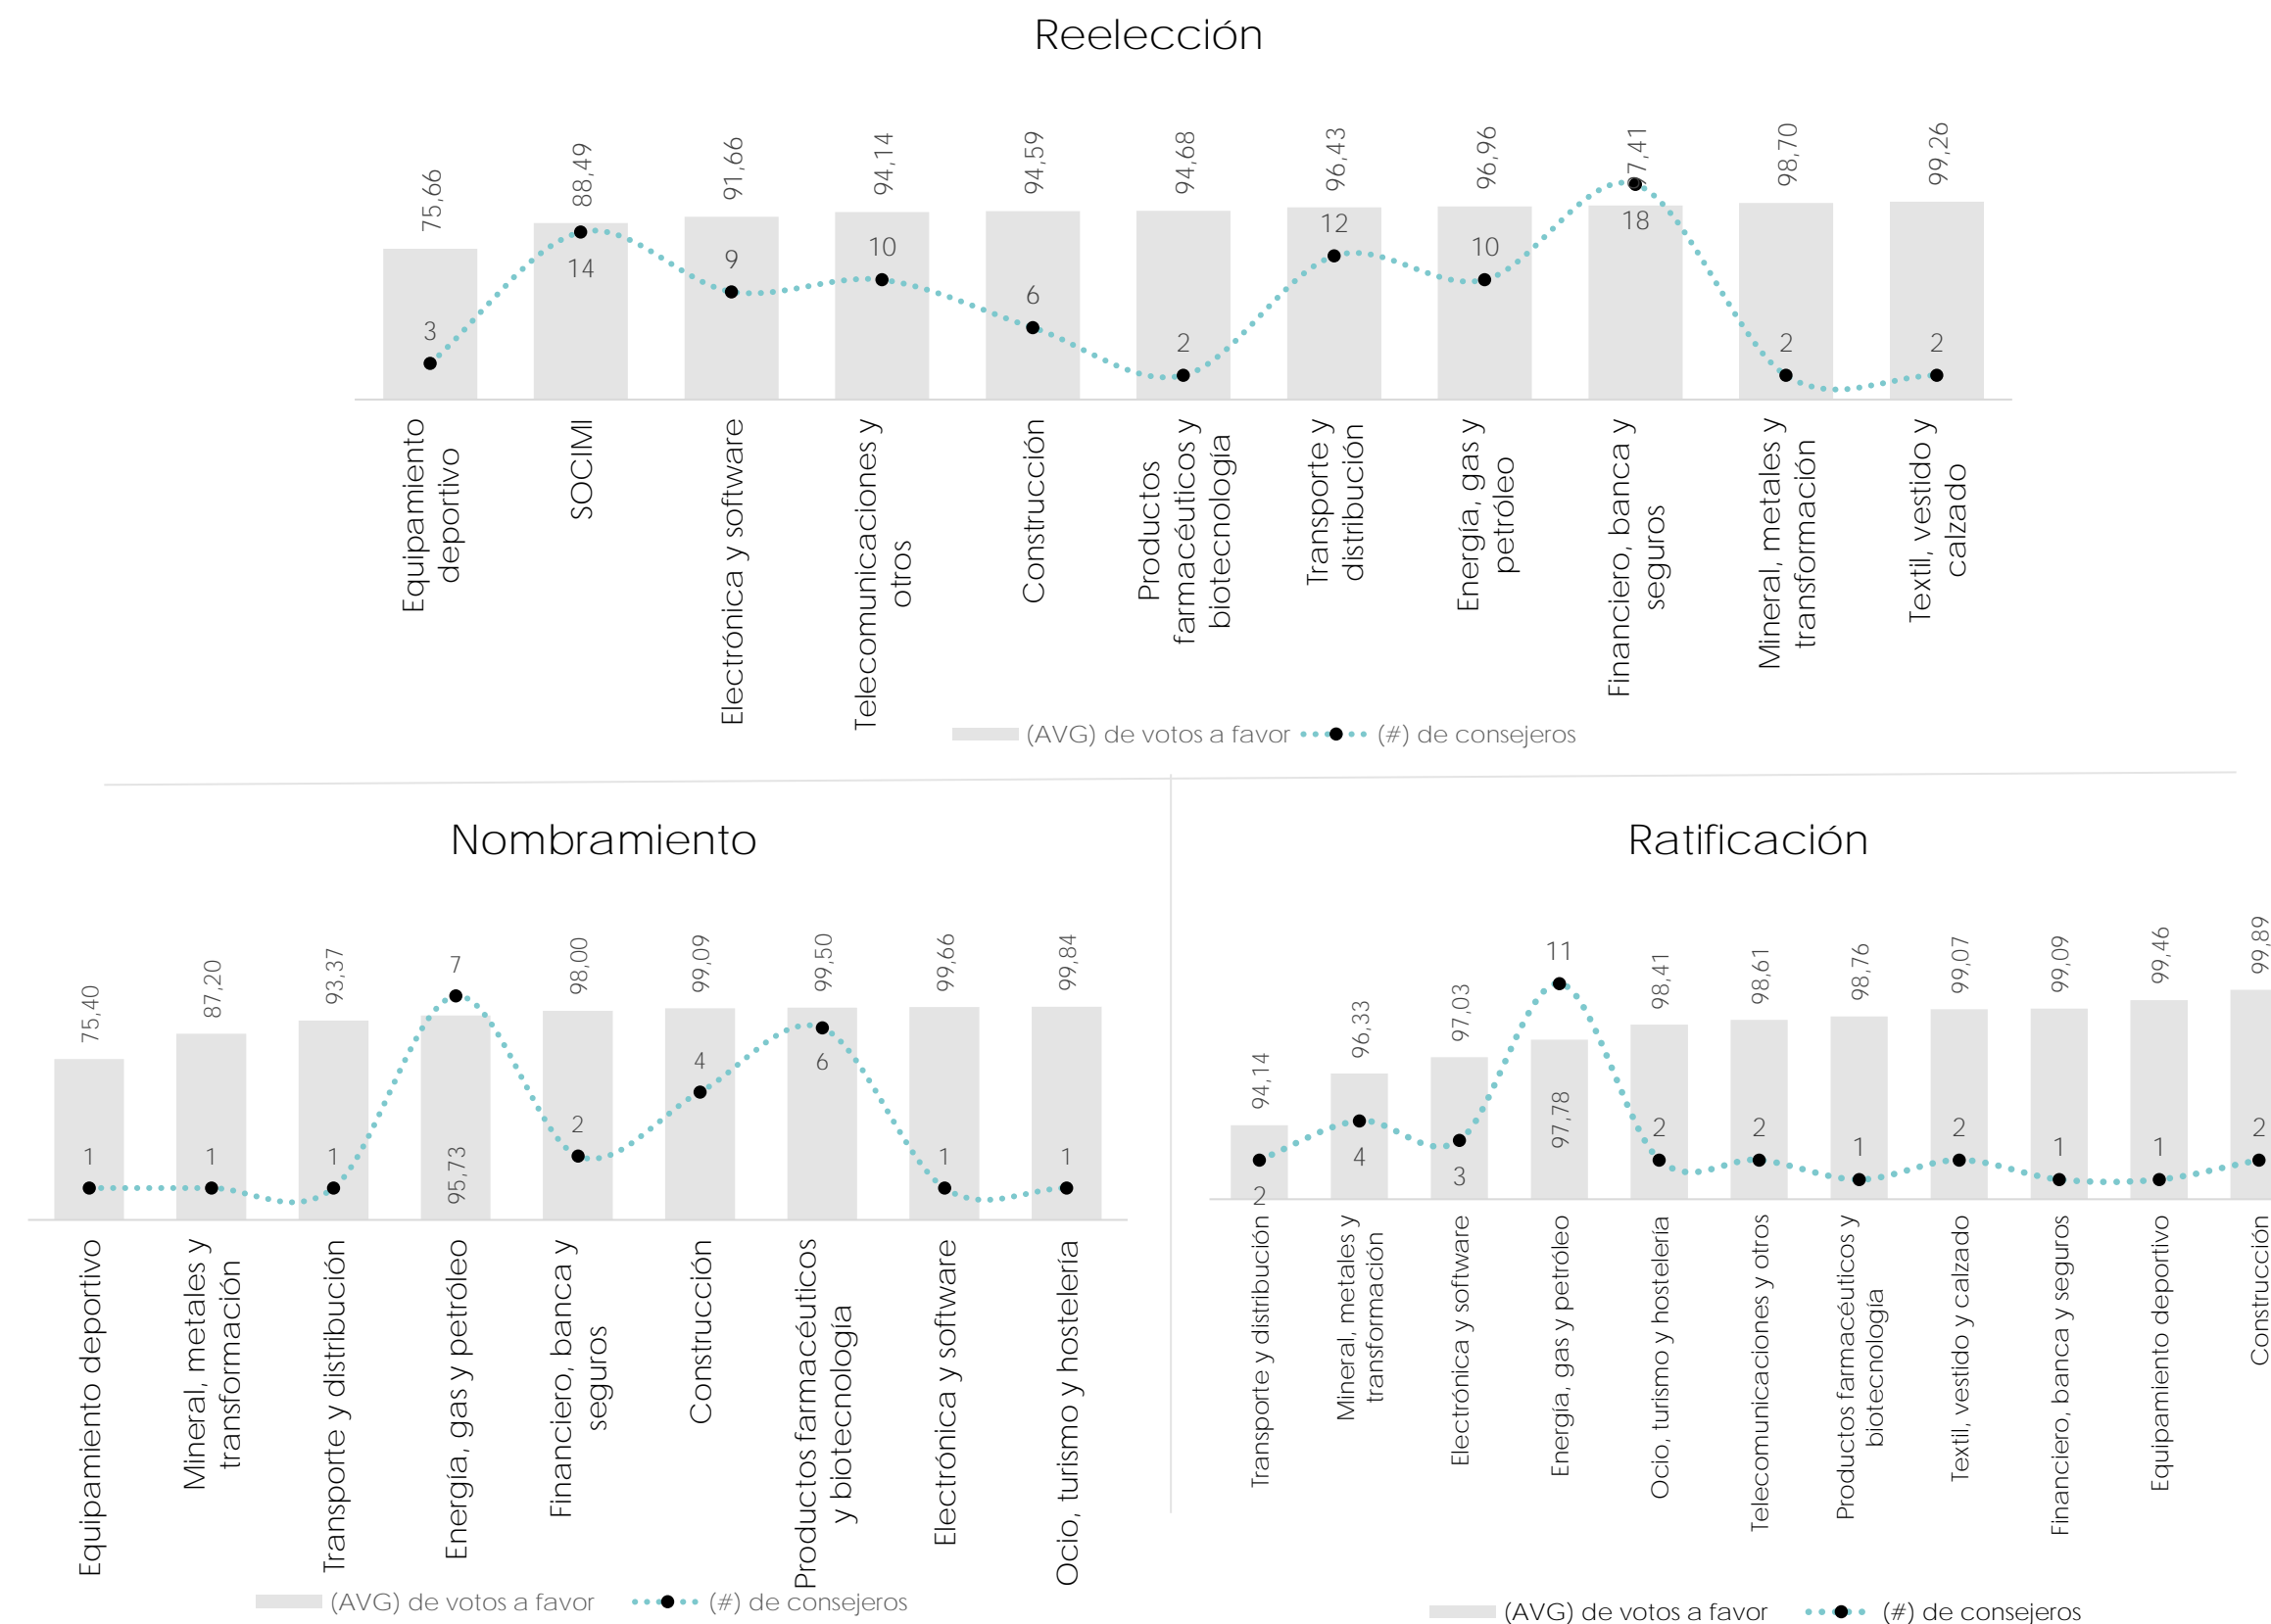 Reelección
75,66
88,49
91,66
94,14
94,59
94,68
96,43
96,96
97,41
98,70
99,26
3
14
9
10
6
2
12
10
18
2
2
Equipamiento
deportivo
SOCIMI
Electrónica y software
Telecomunicaciones y
otros
Construcción
Productos
farmacéuticos y
biotecnología
Transporte y
distribución
Energía, gas y
petróleo
Financiero, banca y
seguros
Mineral, metales y
transformación
Textil, vestido y
calzado
(AVG) de votos a favor
(#) de consejeros
Nombramiento
75,40
87,20
93,37
95,73
98,00
99,09
99,50
99,66
99,84
1
1
1
7
2
4
6
1
1
Equipamiento deportivo
Mineral, metales y
transformación
Transporte y distribución
Energía, gas y petróleo
Financiero, banca y
seguros
Construcción
Productos farmacéuticos
y biotecnología
Electrónica y software
Ocio, turismo y hostelería
(AVG) de votos a favor
(#) de consejeros
Ratificación
94,14
96,33
97,03
97,78
98,41
98,61
98,76
99,07
99,09
99,46
99,89
2
4
3
11
2
2
1
2
1
1
2
Transporte y distribución
Mineral, metales y
transformación
Electrónica y software
Energía, gas y petróleo
Ocio, turismo y hostelería
Telecomunicaciones y otros
Productos farmacéuticos y
biotecnología
Textil, vestido y calzado
Financiero, banca y seguros
Equipamiento deportivo
Construcción
(AVG) de votos a favor
(#) de consejeros